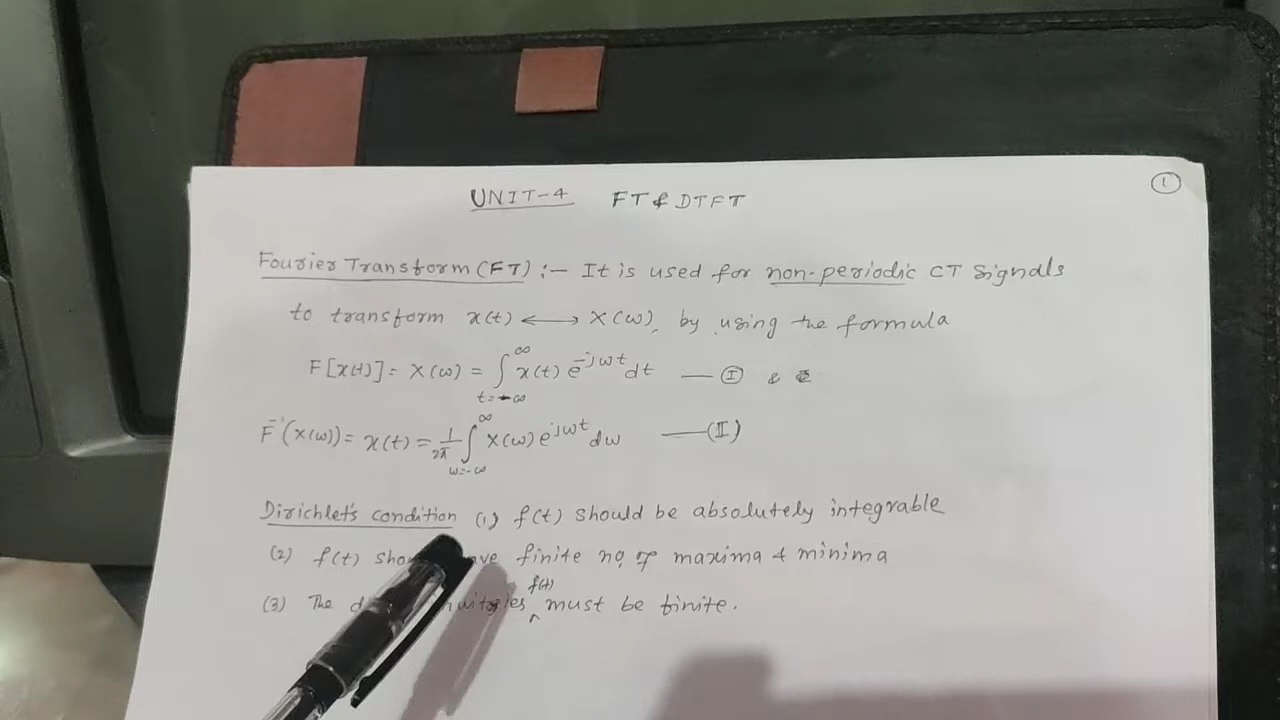 ①
UNIT-4 FT & DTFT
Fourier Transform (FT) :- It is used for non-periodic CT Signals
to transform x(t) ⟷ X(ω), by using the formula
F[x(t)] = X(ω) = ∫_{t=-∞}^{∞} x(t) e^{-jωt} dt — Ⓘ &
F^{-1}(X(ω)) = x(t) = 1/2π ∫_{ω=-∞}^{∞} X(ω) e^{jωt} dω — (II)
Dirichlet's condition (1) f(t) should be absolutely integrable
(2) f(t) finite no. of maxima & minima
(3) The f(t) must be finite.